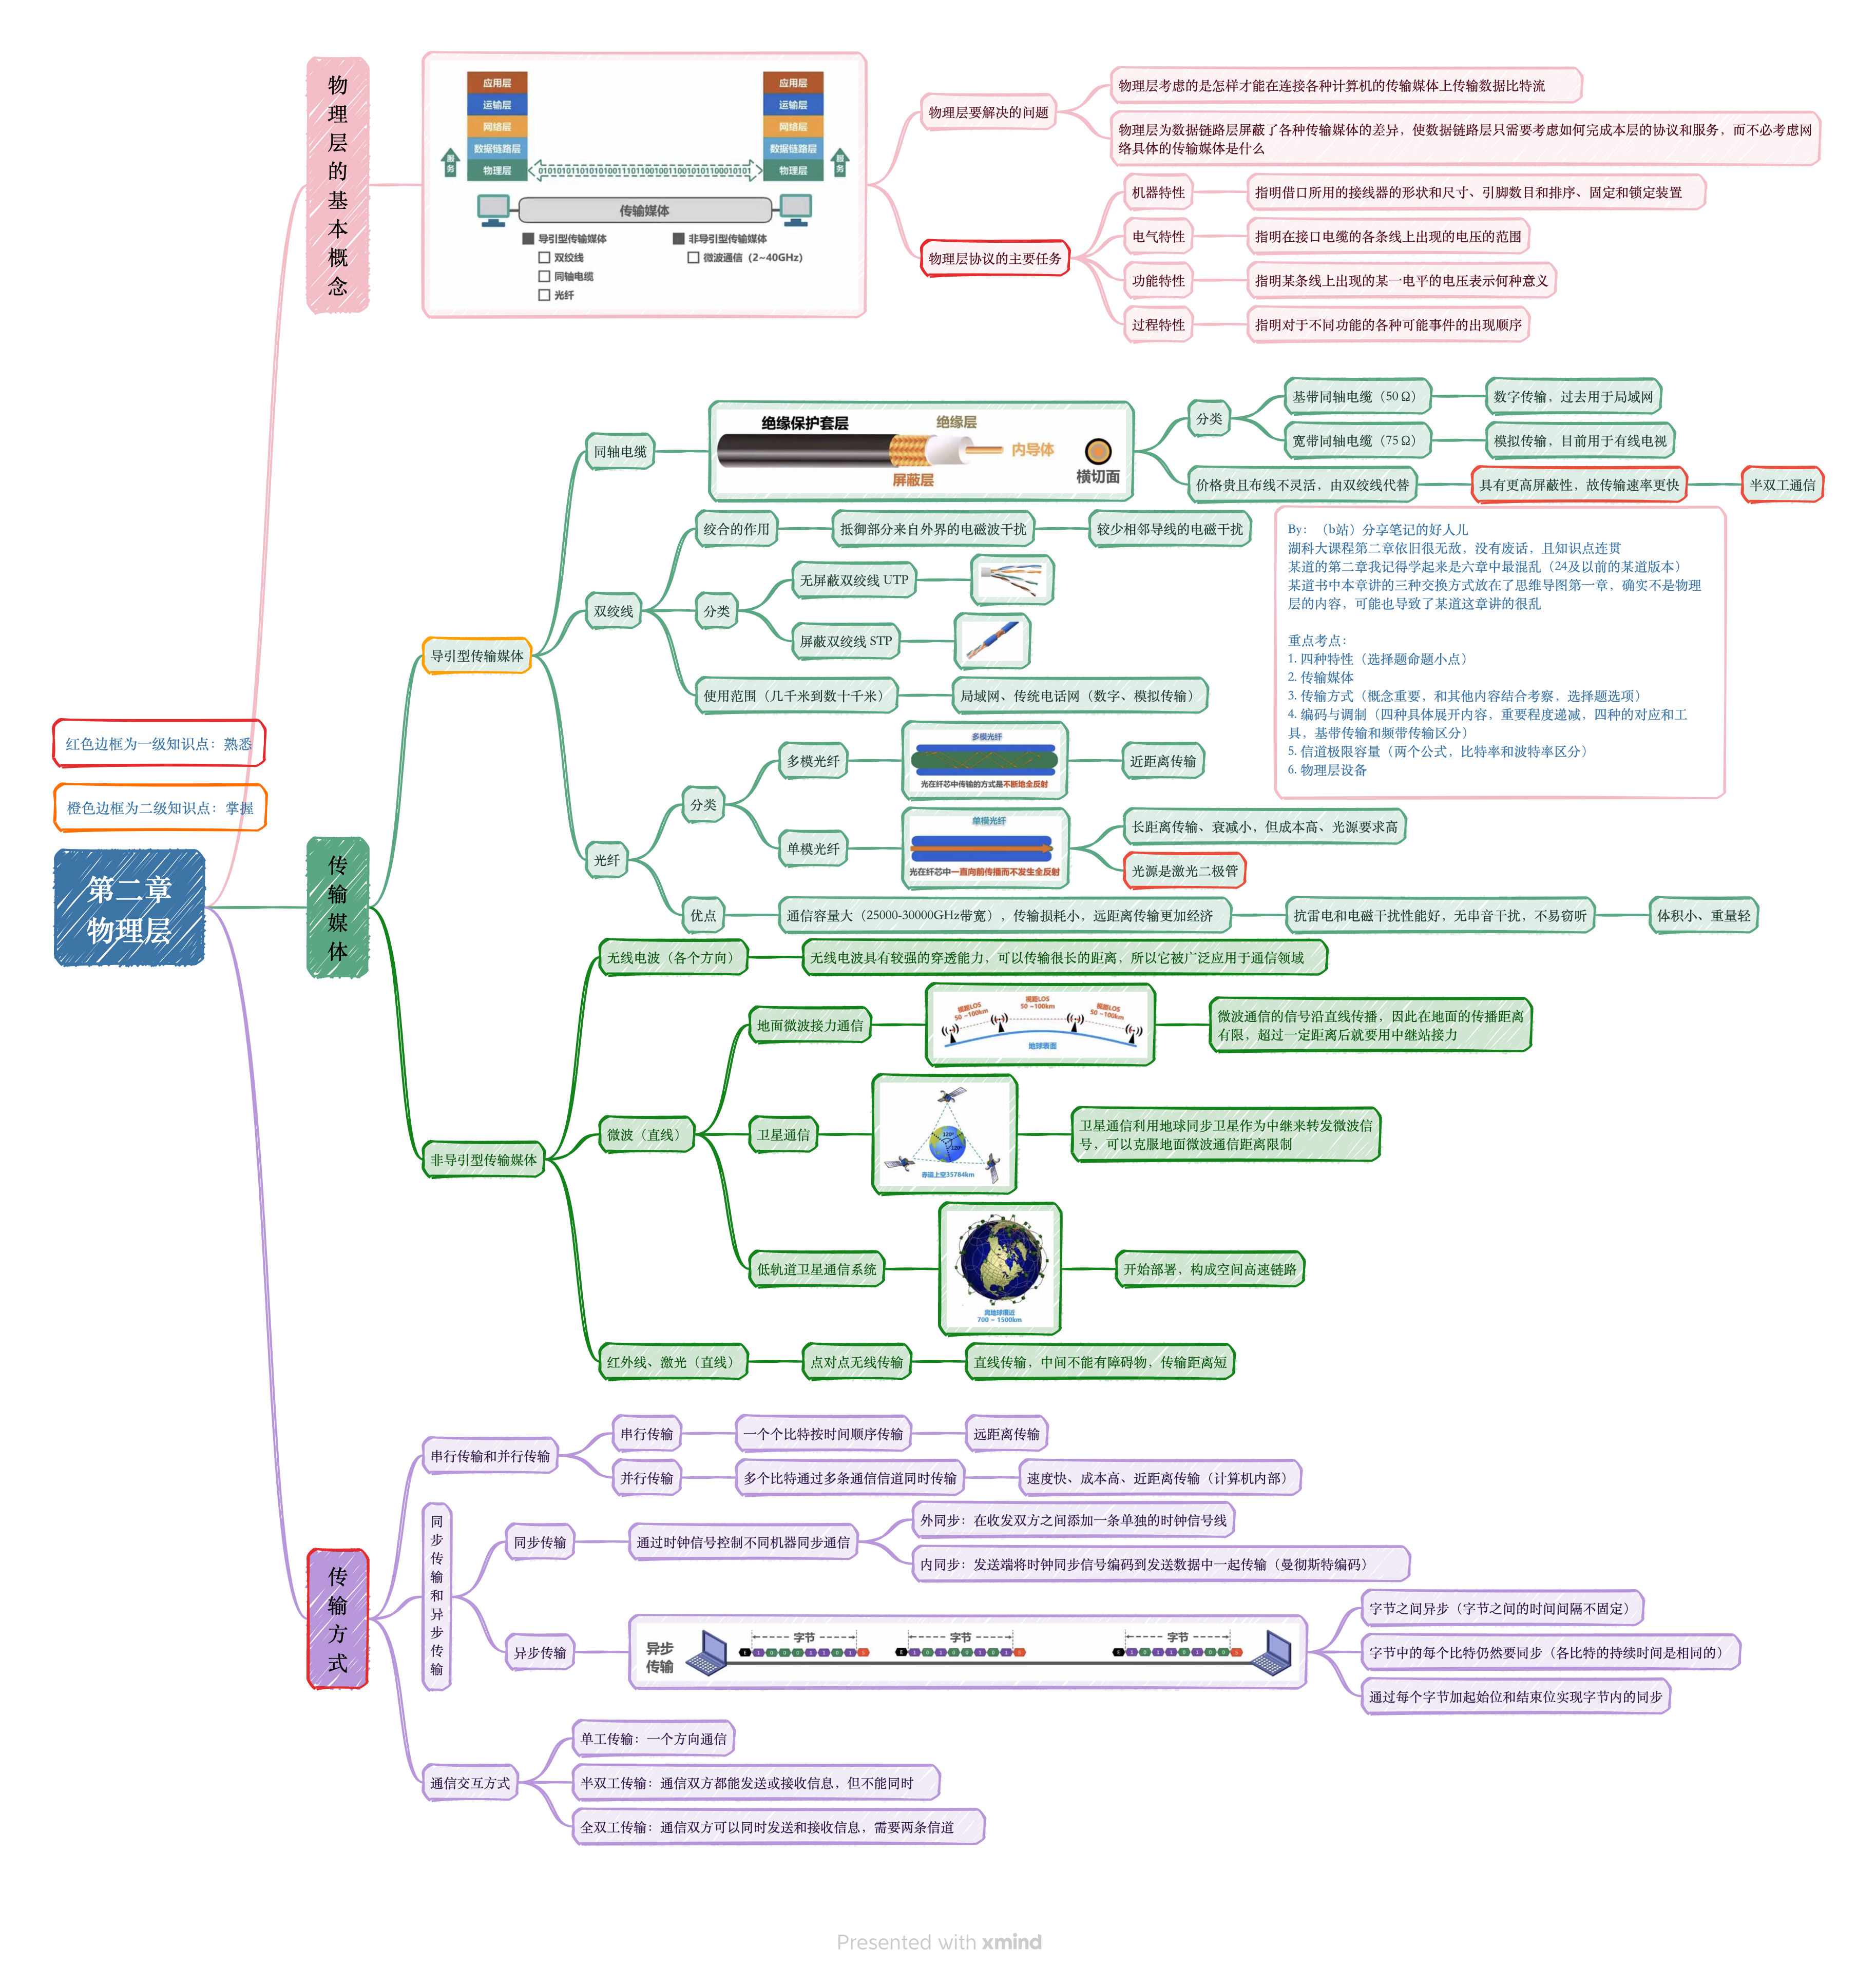 第二章
物理层
红色边框为一级知识点：熟悉
橙色边框为二级知识点：掌握
物理层的基本概念
应用层
运输层
网络层
数据链路层
物理层
服务
应用层
运输层
网络层
数据链路层
物理层
服务
传输媒体
导引型传输媒体
双绞线
同轴电缆
光纤
非导引型传输媒体
微波通信（2~40GHz）
物理层要解决的问题
物理层考虑的是怎样才能在连接各种计算机的传输媒体上传输数据比特流
物理层为数据链路层屏蔽了各种传输媒体的差异，使数据链路层只需要考虑如何完成本层的协议和服务，而不必考虑网
络具体的传输媒体是什么
物理层协议的主要任务
机器特性
指明借口所用的接线器的形状和尺寸、引脚数目和排序、固定和锁定装置
电气特性
指明在接口电缆的各条线上出现的电压的范围
功能特性
指明某条线上出现的某一电平的电压表示何种意义
过程特性
指明对于不同功能的各种可能事件的出现顺序
传输媒体
导引型传输媒体
同轴电缆
绝缘保护套层
绝缘层
内导体
屏蔽层
横切面
分类
基带同轴电缆（50Ω）
数字传输，过去用于局域网
宽带同轴电缆（75Ω）
模拟传输，目前用于有线电视
价格贵且布线不灵活，由双绞线代替
具有更高屏蔽性，故传输速率更快
半双工通信
双绞线
绞合的作用
抵御部分来自外界的电磁波干扰
较少相邻导线的电磁干扰
分类
无屏蔽双绞线 UTP
屏蔽双绞线 STP
使用范围（几千米到数十千米）
局域网、传统电话网（数字、模拟传输）
By：（b站）分享笔记的好人儿
湖科大课程第二章依旧很无敌，没有废话，且知识点连贯
某道的第二章我记得学起来是六章中最混乱（24及以前的某道版本）
某道书中本章讲的三种交换方式放在了思维导图第一章，确实不是物理
层的内容，可能也导致了某道这章讲的很乱
重点考点：
1. 四种特性（选择题命题小点）
2. 传输媒体
3. 传输方式（概念重要，和其他内容结合考察，选择题选项）
4. 编码与调制（四种具体展开内容，重要程度递减，四种的对应和工
具，基带传输和频带传输区分）
5. 信道极限容量（两个公式，比特率和波特率区分）
6. 物理层设备
光纤
分类
多模光纤
多模光纤
光在纤芯中传输的方式是不断地全反射
近距离传输
单模光纤
单模光纤
光在纤芯中一直向前传播而不发生全反射
长距离传输、衰减小，但成本高、光源要求高
光源是激光二极管
优点
通信容量大（25000-30000GHz带宽），传输损耗小，远距离传输更加经济
抗雷电和电磁干扰性能好，无串音干扰，不易窃听
体积小、重量轻
非导引型传输媒体
无线电波（各个方向）
无线电波具有较强的穿透能力，可以传输很长的距离，所以它被广泛应用于通信领域
微波（直线）
地面微波接力通信
视距LOS
50 ~100km
视距LOS
50 ~100km
视距LOS
50 ~100km
地球表面
微波通信的信号沿直线传播，因此在地面的传播距离
有限，超过一定距离后就要用中继站接力
卫星通信
120°
120°
赤道上空35784km
卫星通信利用地球同步卫星作为中继来转发微波信
号，可以克服地面微波通信距离限制
低轨道卫星通信系统
离地球很近
700 ~ 1500km
开始部署，构成空间高速链路
红外线、激光（直线）
点对点无线传输
直线传输，中间不能有障碍物，传输距离短
传输方式
串行传输和并行传输
串行传输
一个个比特按时间顺序传输
远距离传输
并行传输
多个比特通过多条通信信道同时传输
速度快、成本高、近距离传输（计算机内部）
同步传输和异步传输
同步传输
通过时钟信号控制不同机器同步通信
外同步：在收发双方之间添加一条单独的时钟信号线
内同步：发送端将时钟同步信号编码到发送数据中一起传输（曼彻斯特编码）
异步传输
异步
传输
字节
字节
字节
字节之间异步（字节之间的时间间隔不固定）
字节中的每个比特仍然要同步（各比特的持续时间是相同的）
通过每个字节加起始位和结束位实现字节内的同步
通信交互方式
单工传输：一个方向通信
半双工传输：通信双方都能发送或接收信息，但不能同时
全双工传输：通信双方可以同时发送和接收信息，需要两条信道
Presented with xmind